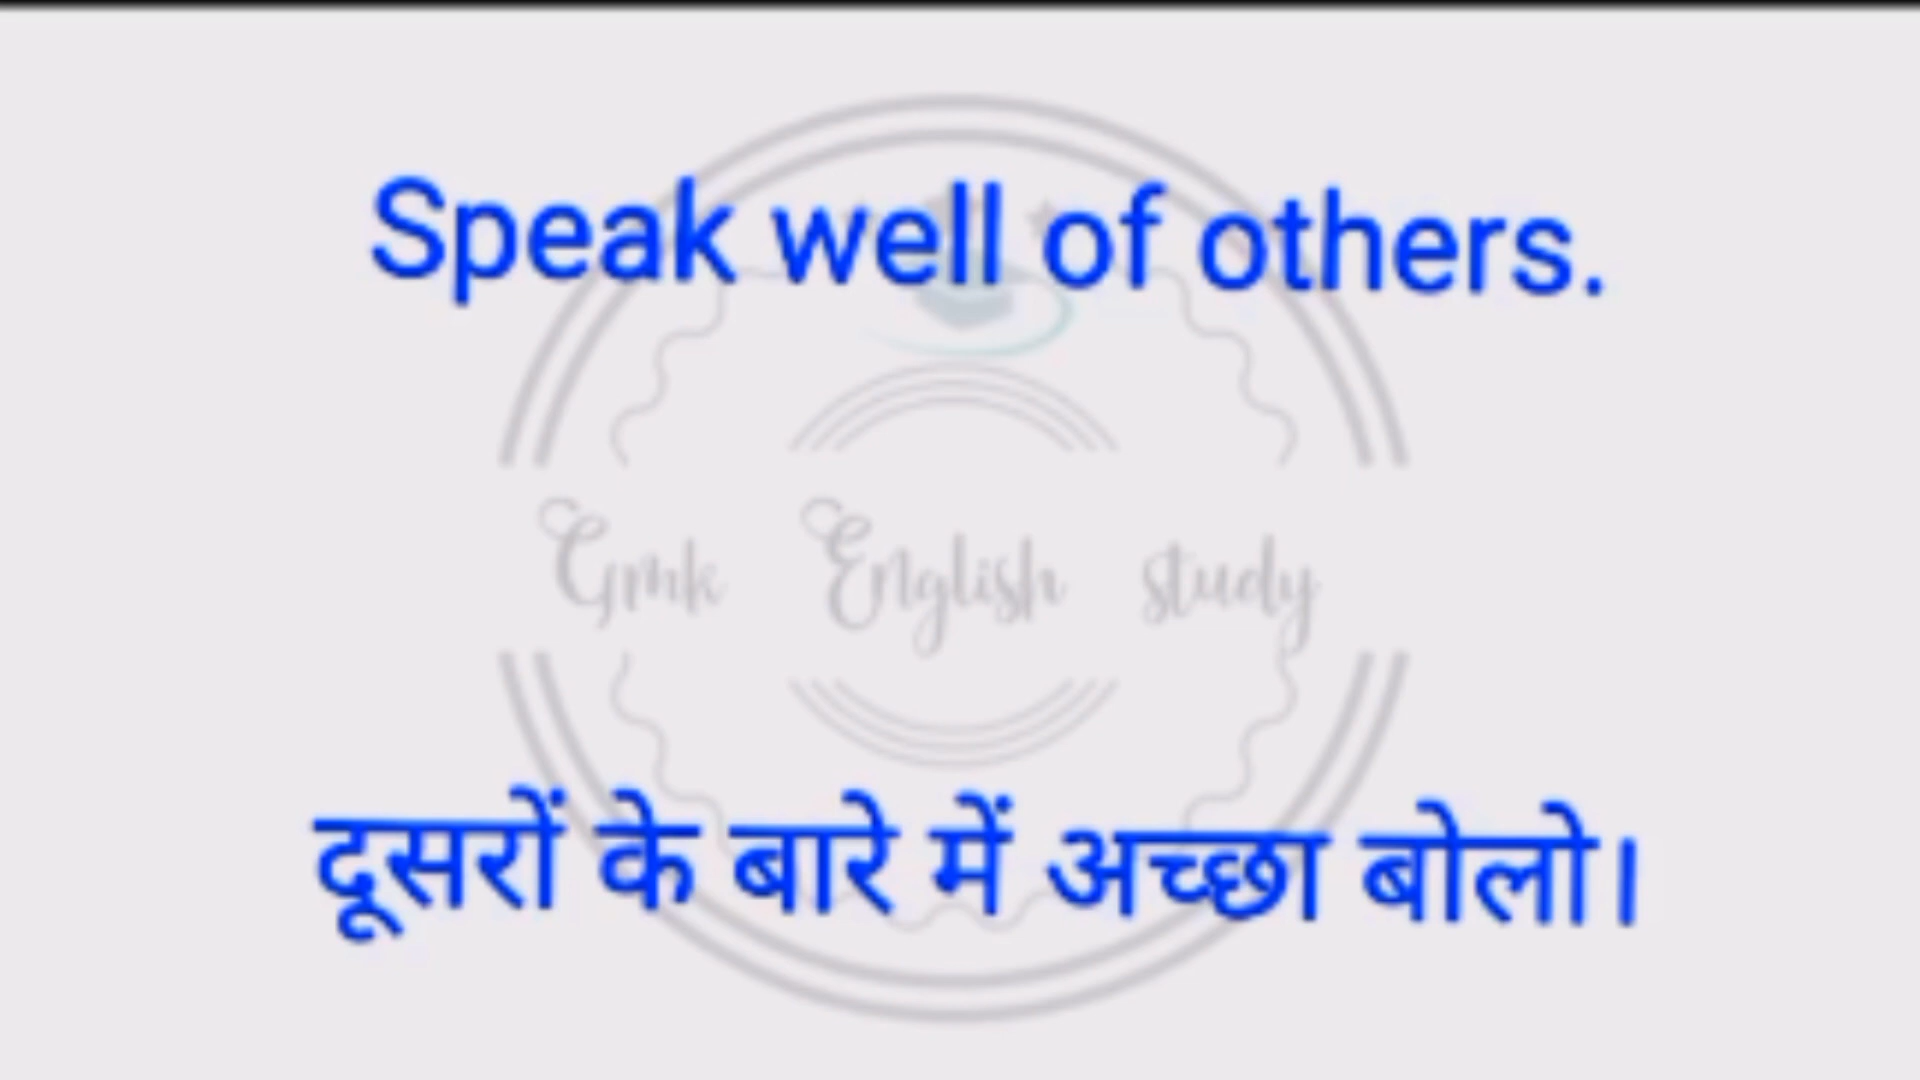 Speak well of others.
Gmk English study
दूसरों के बारे में अच्छा बोलो।